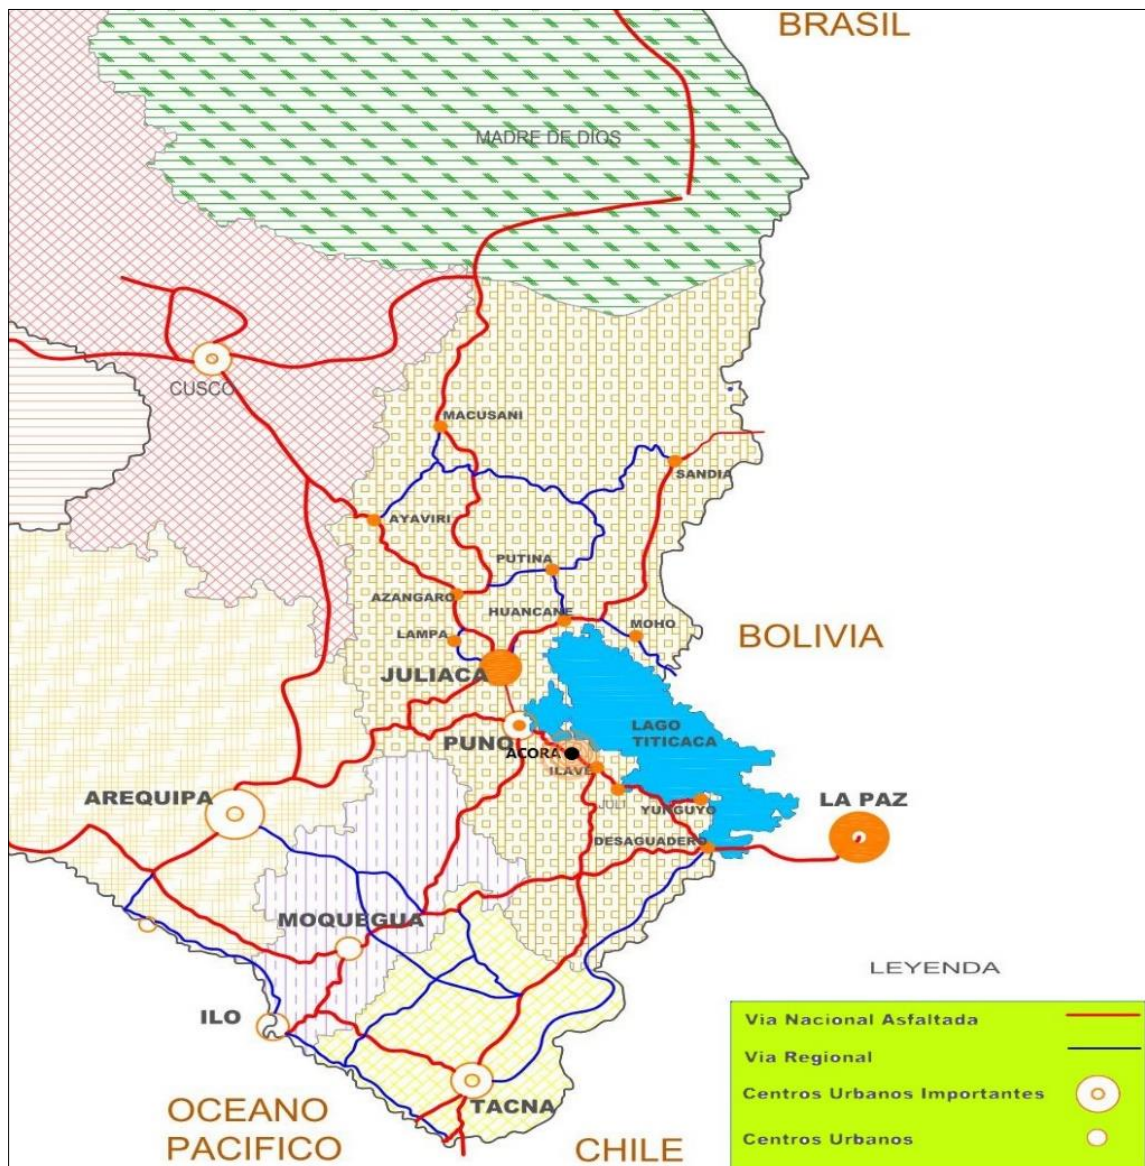 BRASIL
MADRE DE DIOS
CUSCO
MACUSANI
SANDIA
AYAVIRI
PUTINA
AZANGARO
HUANCANE
LAMPA
MOHO
BOLIVIA
JULIACA
LAGO
TITICACA
PUNO
ACORA
ILAVE
JULI
YUNGUYO
AREQUIPA
LA PAZ
DESAGUADERO
MOQUEGUA
ILO
TACNA
OCEANO
PACIFICO
CHILE
LEYENDA
Via Nacional Asfaltada
Via Regional
Centros Urbanos Importantes
Centros Urbanos